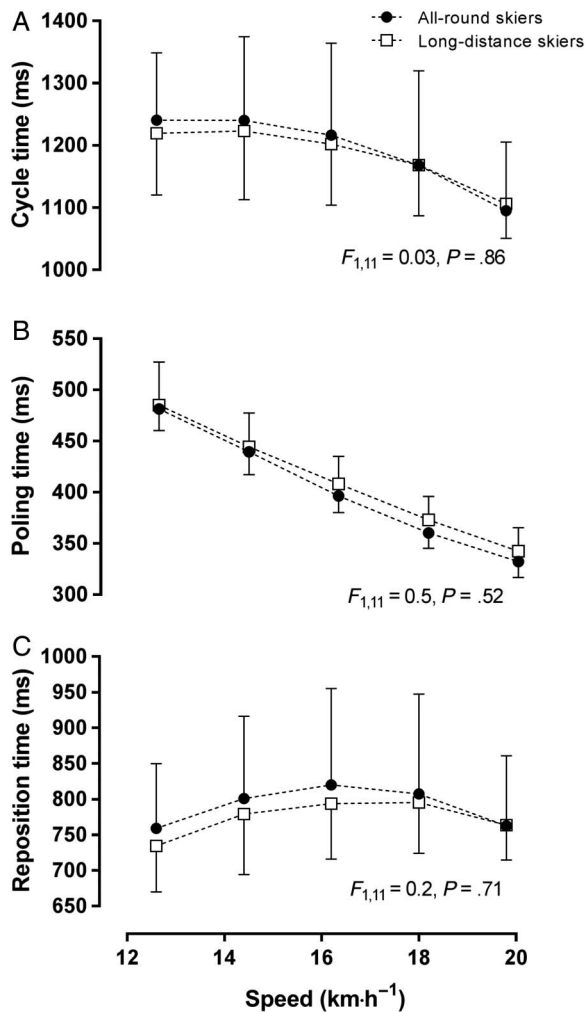 A
All-round skiers
Long-distance skiers
Cycle time (ms)
1400
1300
1200
1100
1000
F1,11 = 0.03, P = .86
B
Poling time (ms)
550
500
450
400
350
300
F1,11 = 0.5, P = .52
C
Reposition time (ms)
1000
950
900
850
800
750
700
650
F1,11 = 0.2, P = .71
12 14 16 18 20
Speed (km·h⁻¹)